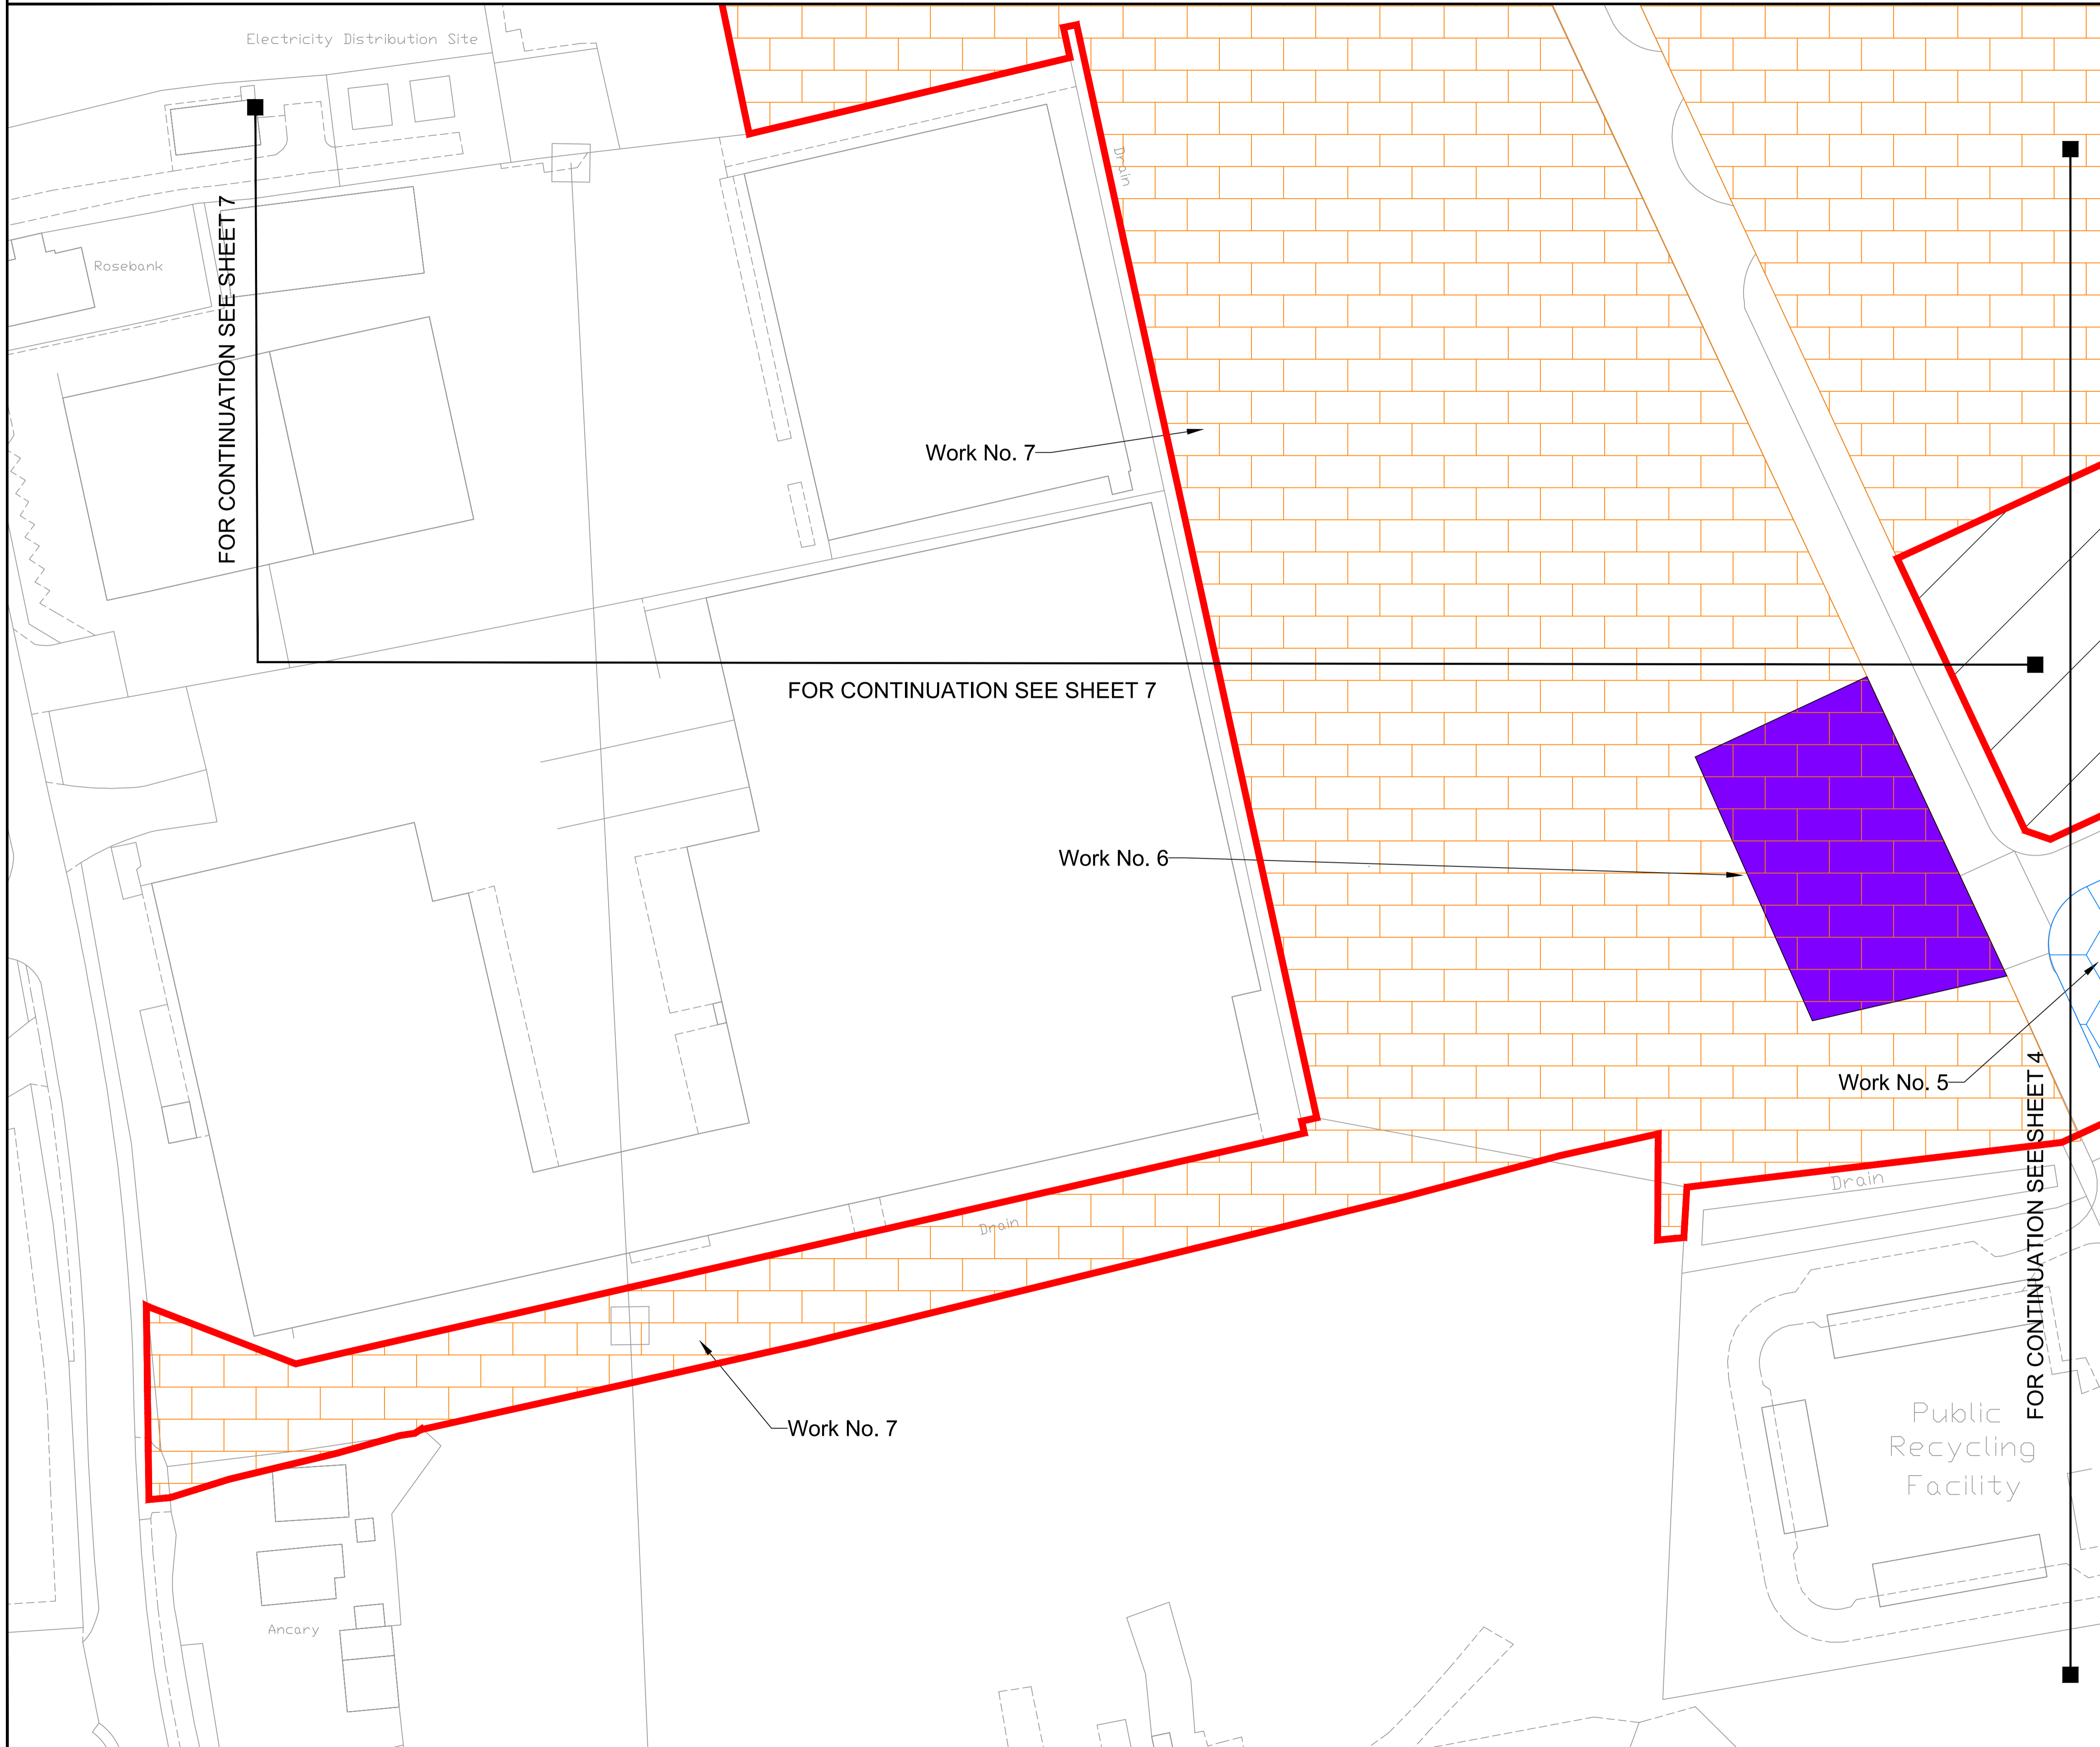 Electricity Distribution Site
Drain
FOR CONTINUATION SEE SHEET 7
Rosebank
Work No. 7
FOR CONTINUATION SEE SHEET 7
Work No. 6
Work No. 5
FOR CONTINUATION SEE SHEET 4
Drain
Drain
Work No. 7
Public
Recycling
Facility
Ancary